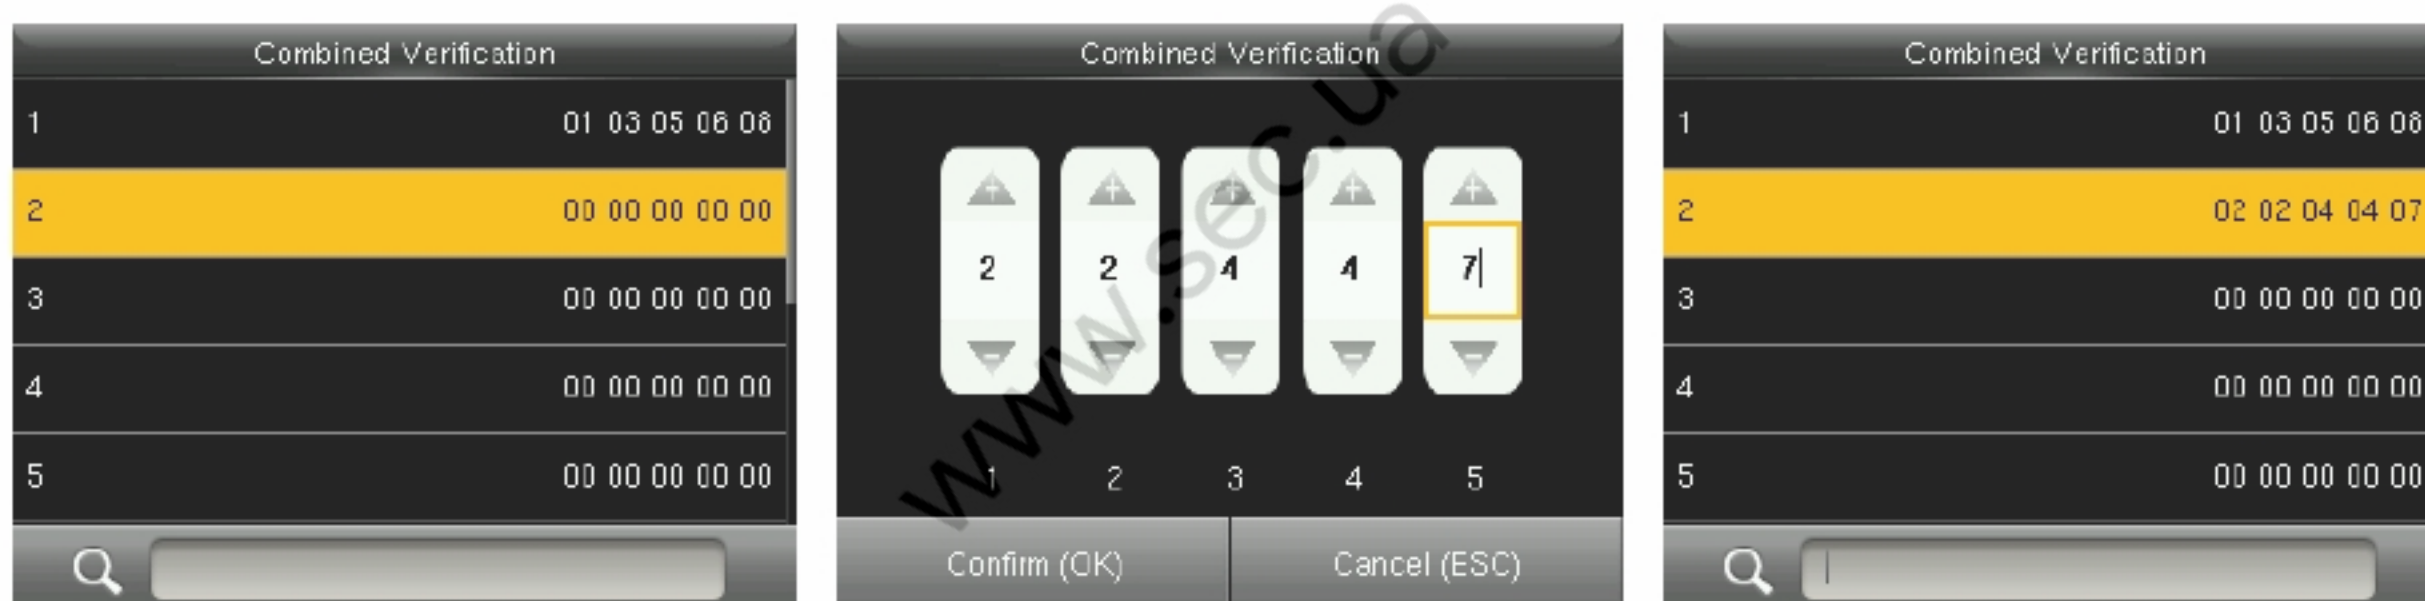 Combined Verification
1 01 03 05 06 08
2 00 00 00 00 00
3 00 00 00 00 00
4 00 00 00 00 00
5 00 00 00 00 00
Combined Verification
2 2 4 4 7
1 2 3 4 5
Confirm (OK) Cancel (ESC)
www.sec.ua
Combined Verification
1 01 03 05 06 08
2 02 02 04 04 07
3 00 00 00 00 00
4 00 00 00 00 00
5 00 00 00 00 00